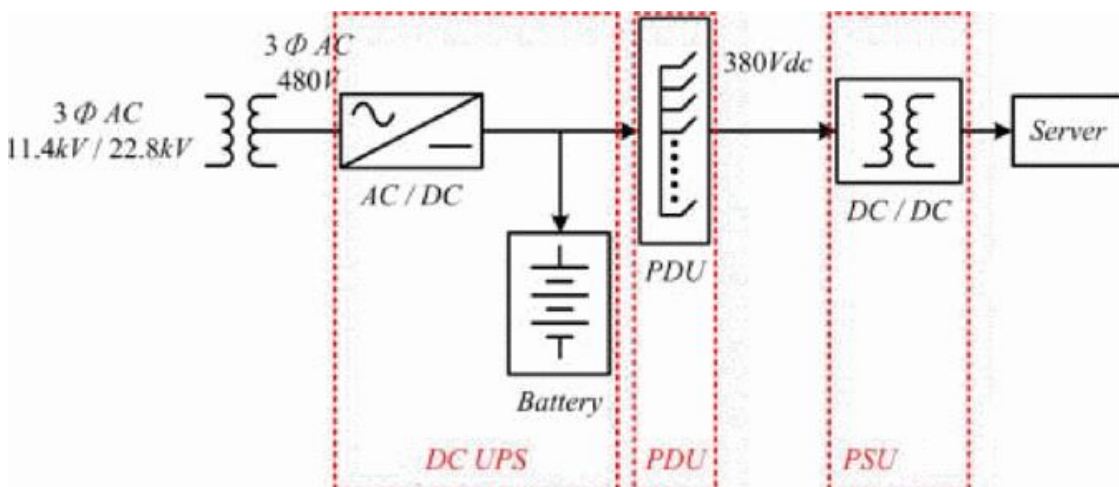 3 Φ AC
11.4kV / 22.8kV
3 Φ AC
480V
AC / DC
Battery
DC UPS
PDU
PDU
380Vdc
DC / DC
PSU
Server